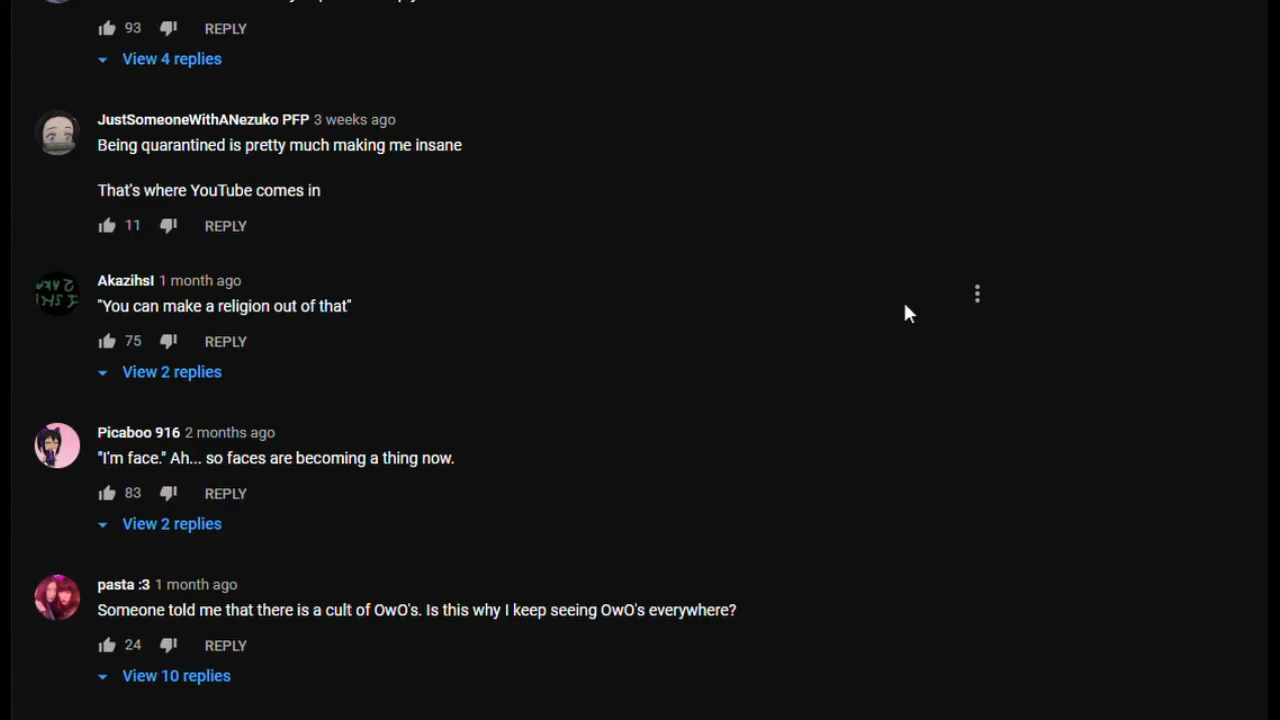 93 REPLY
View 4 replies
JustSomeoneWithANezuko PFP 3 weeks ago
Being quarantined is pretty much making me insane
That's where YouTube comes in
11 REPLY
AkazihsI 1 month ago
"You can make a religion out of that"
75 REPLY
View 2 replies
Picaboo 916 2 months ago
"I'm face." Ah... so faces are becoming a thing now.
83 REPLY
View 2 replies
pasta :3 1 month ago
Someone told me that there is a cult of OwO's. Is this why I keep seeing OwO's everywhere?
24 REPLY
View 10 replies